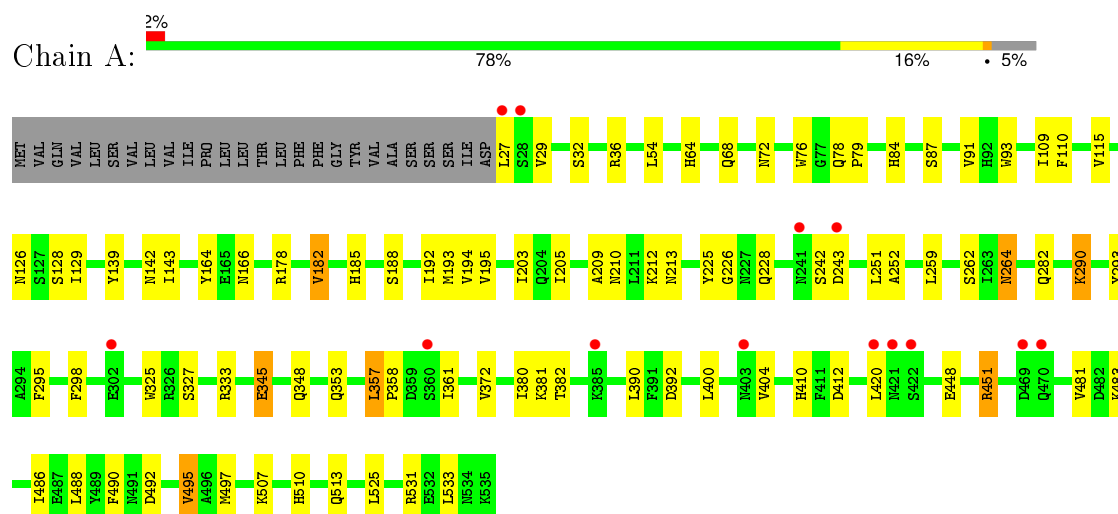 2%
Chain A:
78% 16% • 5%
MET VAL GLN VAL LEU SER VAL LEU VAL ILE PRO LEU LEU THR LEU PHE PHE GLY TYR VAL ALA SER SER SER ILE ASP L27 S28 V29 S32 R36 L54 H64 Q68 N72 W76 G77 Q78 P79 H84 S87 V91 H92 W93 I109 F110 V115
N126 S127 S128 I129 Y139 N142 I143 Y164 E165 N166 R178 V182 H185 S188 I192 M193 V194 V195 I203 Q204 I205 A209 N210 L211 K212 N213 Y225 G226 N227 Q228 N241 S242 D243 L251 A252 L259 S262 I263 N264 Q282 K290 Y293
A294 F295 F298 E302 W325 R326 S327 R333 E345 Q348 Q353 L357 P358 D359 S360 I361 V372 I380 K381 T382 K385 L390 F391 D392 L400 N403 V404 H410 F411 D412 L420 N421 S422 E448 R451 D469 Q470 V481 D482 K483
I486 E487 L488 Y489 F490 N491 D492 V495 A496 M497 K507 H510 Q513 L525 R531 E532 L533 N534 K535